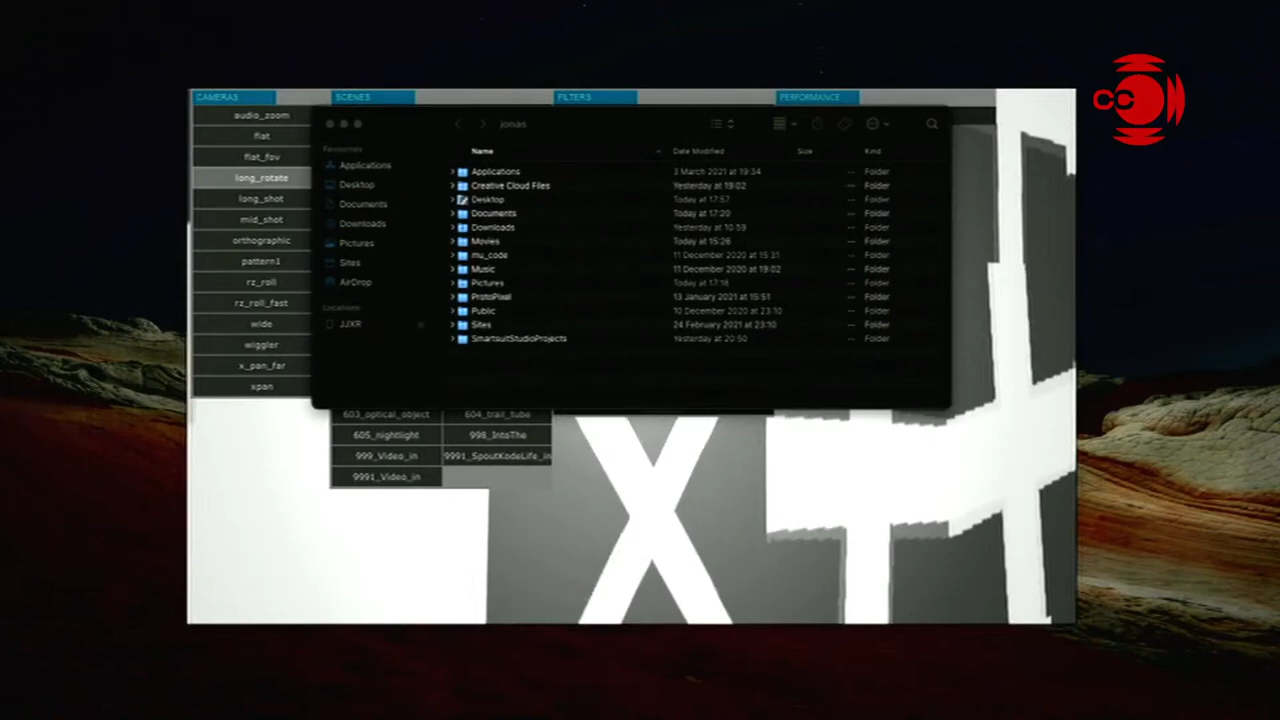 CC
CAMERAS SCENES FILTERS PERFORMANCE
audio_zoom
flat
flat_fov
long_rotate
long_shot
mid_shot
orthographic
pattern1
rz_roll
rz_roll_fast
wide
wiggler
x_pan_far
xpan
jonas
Favourites
Applications
Desktop
Documents
Downloads
Pictures
Sites
AirDrop
Locations
JJXR
Name Date Modified Size Kind
Applications 3 March 2021 at 19:34 -- Folder
Creative Cloud Files Yesterday at 19:02 -- Folder
Desktop Today at 17:57 -- Folder
Documents Today at 17:20 -- Folder
Downloads Yesterday at 10:59 -- Folder
Movies Today at 15:26 -- Folder
mu_code 11 December 2020 at 15:31 -- Folder
Music 11 December 2020 at 19:02 -- Folder
Pictures Today at 17:18 -- Folder
ProtoPixel 13 January 2021 at 15:51 -- Folder
Public 10 December 2020 at 23:10 -- Folder
Sites 24 February 2021 at 23:10 -- Folder
SmartsuitStudioProjects Yesterday at 20:50 -- Folder
603_optical_object 604_trail_tube
605_nightlight 998_IntoThe
999_Video_in 9991_SpoutKodeLife_in
9991_Video_in
X